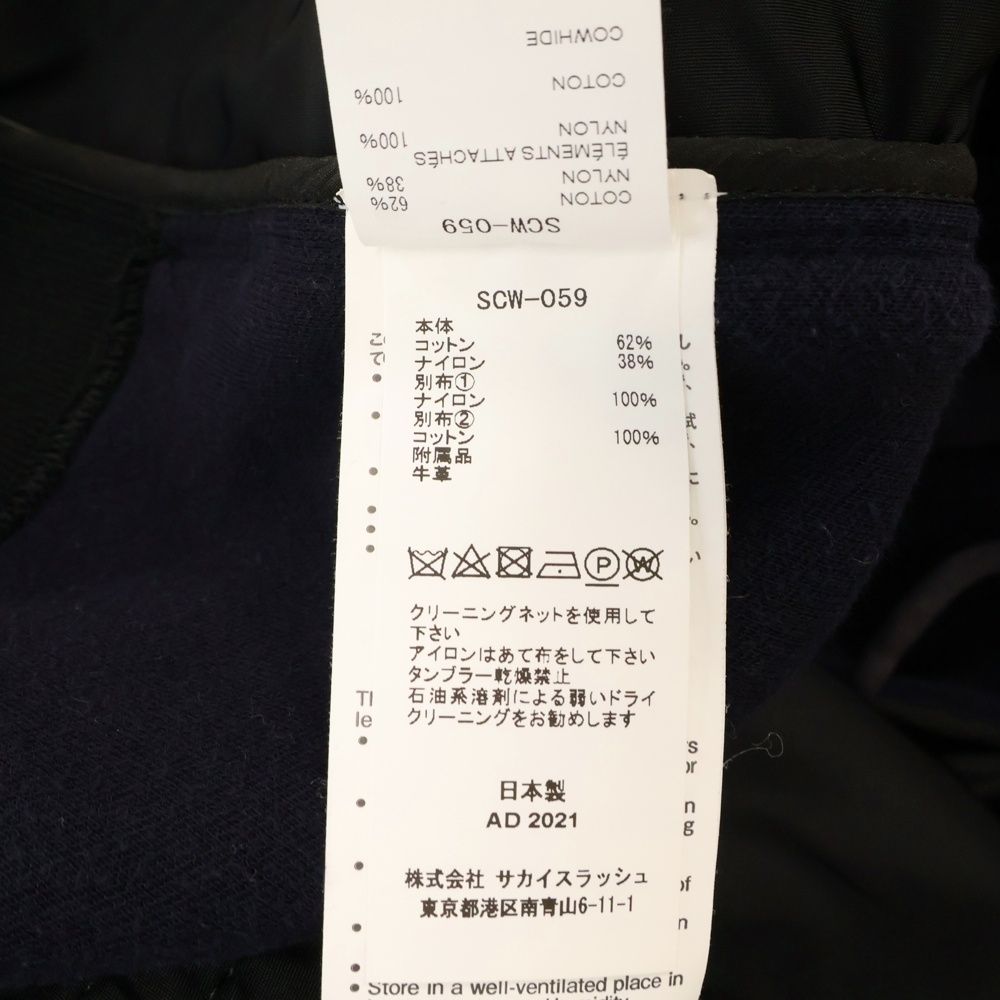 COWHIDE
COTON 100%
NYLON 100%
ÉLÉMENTS ATTACHÉS
NYLON 38%
COTON 62%
SCW-059
SCW-059
本体
コットン 62%
ナイロン 38%
別布①
ナイロン 100%
別布②
コットン 100%
附属品
牛革
P
W
クリーニングネットを使用して
下さい
アイロンはあて布をして下さい
タンブラー乾燥禁止
石油系溶剤による弱いドライ
クリーニングをお勧めします
日本製
AD 2021
株式会社 サカイスラッシュ
東京都港区南青山6-11-1
Store in a well-ventilated place in